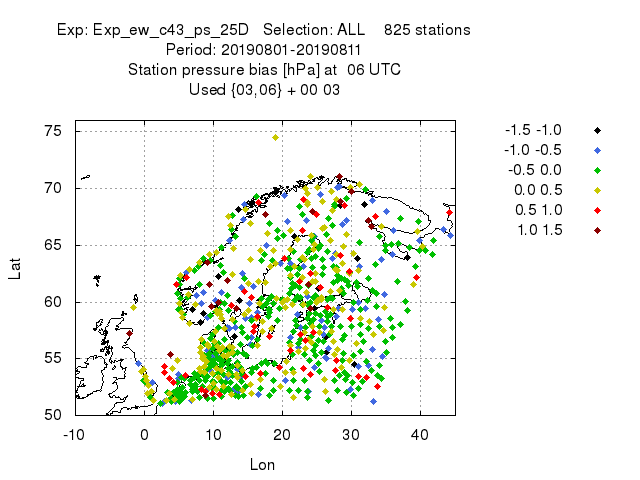 Exp: Exp_ew_c43_ps_25D Selection: ALL 825 stations
Period: 20190801-20190811
Station pressure bias [hPa] at 06 UTC
Used {03,06} + 00 03
75
70
65
60
55
50
Lat
-10 0 10 20 30 40
Lon
-1.5 -1.0
-1.0 -0.5
-0.5 0.0
0.0 0.5
0.5 1.0
1.0 1.5